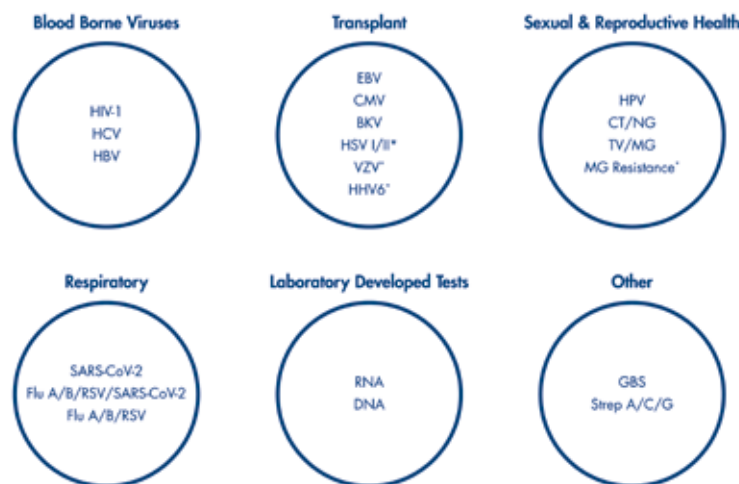 Blood Borne Viruses
HIV-1
HCV
HBV
Transplant
EBV
CMV
BKV
HSV I/II*
VZV*
HHV6*
Sexual & Reproductive Health
HPV
CT/NG
TV/MG
MG Resistance*
Respiratory
SARS-CoV-2
Flu A/B/RSV/SARS-CoV-2
Flu A/B/RSV
Laboratory Developed Tests
RNA
DNA
Other
GBS
Strep A/C/G